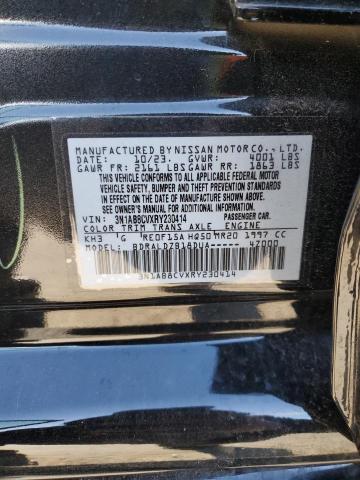 MANUFACTURED BY NISSAN MOTOR CO., LTD.
DATE: 10/23. GVWR: 4001 LBS
GAWR FR: 2161 LBS GAWR RR: 1863 LBS
THIS VEHICLE CONFORMS TO ALL APPLICABLE FEDERAL MOTOR
VEHICLE SAFETY, BUMPER, AND THEFT PREVENTION STANDARDS
IN EFFECT ON THE DATE OF MANUFACTURE SHOWN ABOVE.
SEE OWNER'S MANUAL FOR ADDITIONAL INFORMATION.
VIN: 3N1AB8CVXRY230414 PASSENGER CAR.
COLOR TRIM TRANS AXLE ENGINE
KH3 G RE0F15A H050 MR20 1997 CC
MODEL: BDRALDZB18DUA----- 47000
3N1AB8CVXRY230414